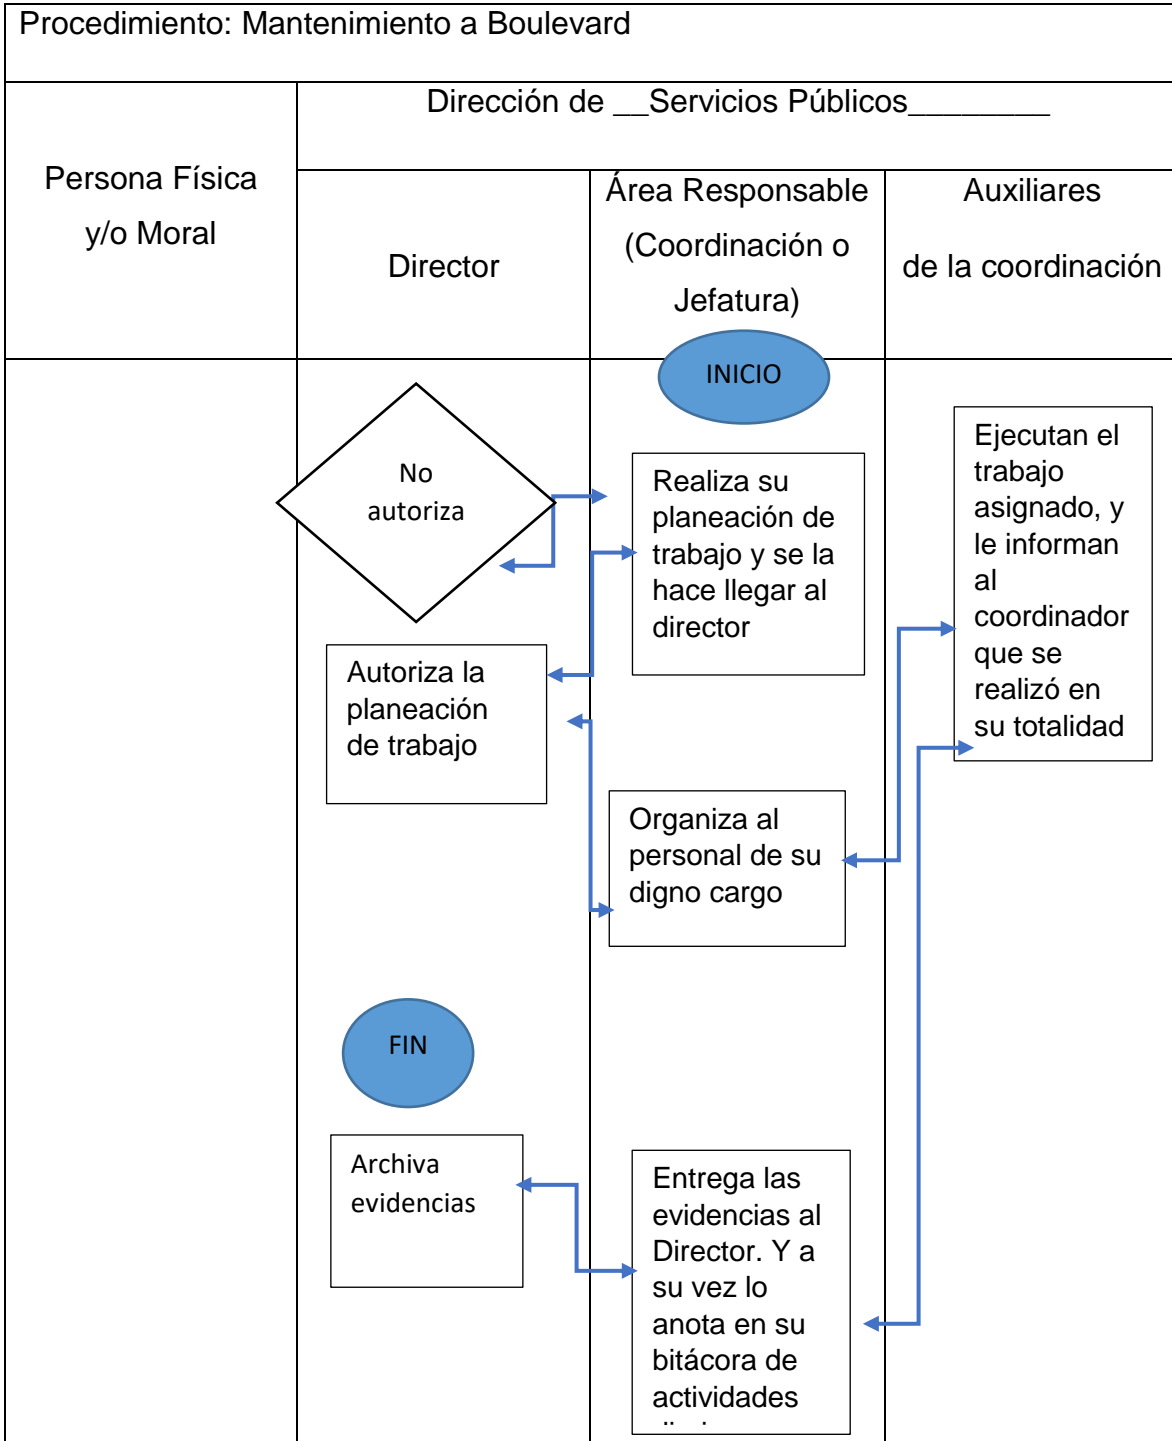 Procedimiento: Mantenimiento a Boulevard
Dirección de __Servicios Públicos________
Persona Física
y/o Moral
Director
Área Responsable
(Coordinación o
Jefatura)
Auxiliares
de la coordinación
INICIO
No
autoriza
Realiza su
planeación de
trabajo y se la
hace llegar al
director
Ejecutan el
trabajo
asignado, y
le informan
al
coordinador
que se
realizó en
su totalidad
Autoriza la
planeación
de trabajo
Organiza al
personal de su
digno cargo
FIN
Archiva
evidencias
Entrega las
evidencias al
Director. Y a
su vez lo
anota en su
bitácora de
actividades